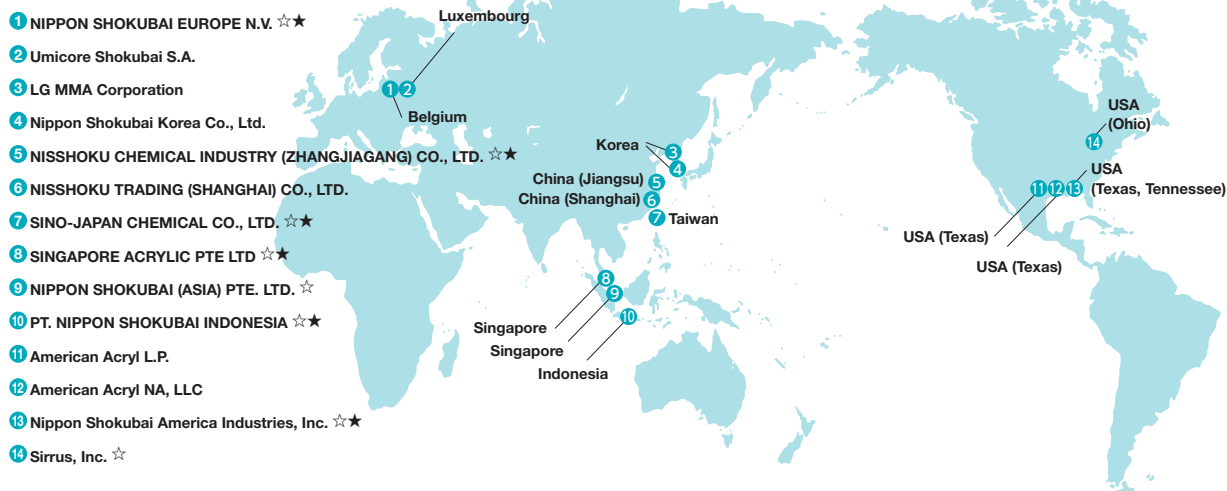 ① NIPPON SHOKUBAI EUROPE N.V. ☆★
② Umicore Shokubai S.A.
③ LG MMA Corporation
④ Nippon Shokubai Korea Co., Ltd.
⑤ NISSHOKU CHEMICAL INDUSTRY (ZHANGJIAGANG) CO., LTD. ☆★
⑥ NISSHOKU TRADING (SHANGHAI) CO., LTD.
⑦ SINO-JAPAN CHEMICAL CO., LTD. ☆★
⑧ SINGAPORE ACRYLIC PTE LTD ☆★
⑨ NIPPON SHOKUBAI (ASIA) PTE. LTD. ☆
⑩ PT. NIPPON SHOKUBAI INDONESIA ☆★
⑪ American Acryl L.P.
⑫ American Acryl NA, LLC
⑬ Nippon Shokubai America Industries, Inc. ☆★
⑭ Sirrus, Inc. ☆
Luxembourg
① ②
Belgium
Korea
③
④
China (Jiangsu) ⑤
China (Shanghai) ⑥
⑦ Taiwan
⑧
⑨
⑩
Singapore
Singapore
Indonesia
USA
(Ohio)
⑭
⑪ ⑫ ⑬
USA
(Texas, Tennessee)
USA (Texas)
USA (Texas)